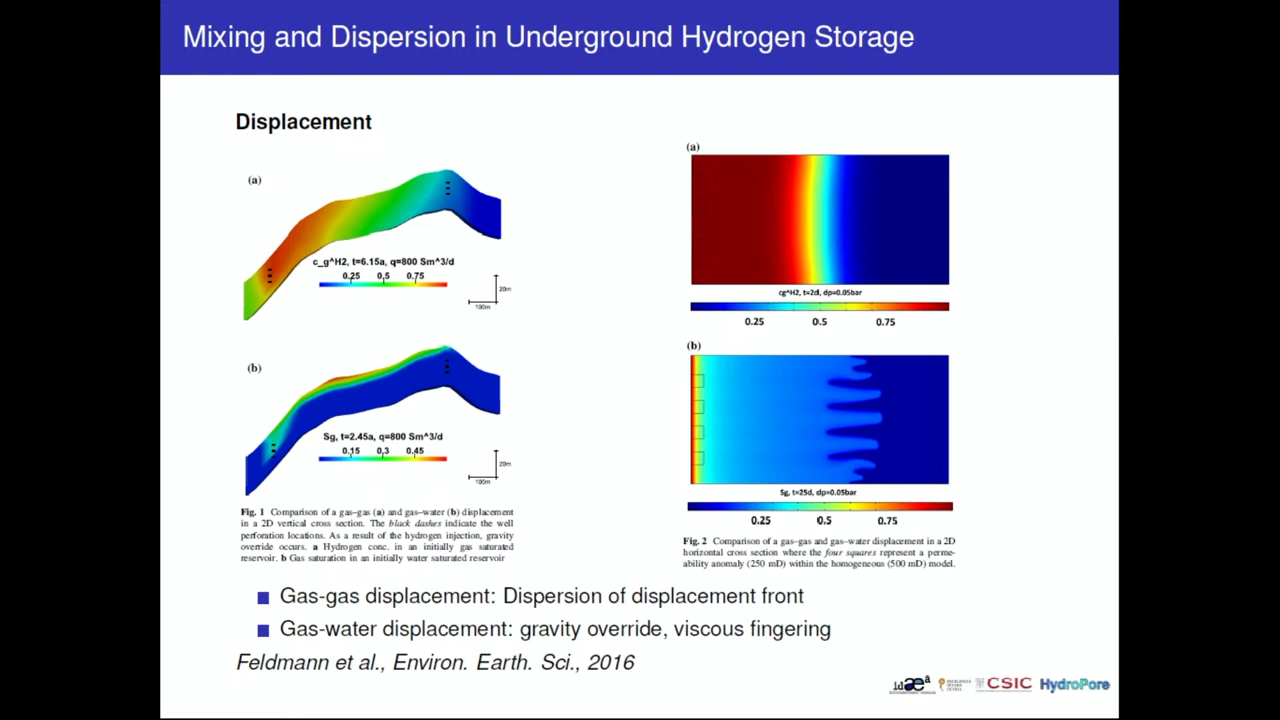 Mixing and Dispersion in Underground Hydrogen Storage
Displacement
(a)
c_g^H2, t=6.15a, q=800 Sm^3/d
0.25 0.5 0.75
20m
100m
(b)
Sg, t=2.45a, q=800 Sm^3/d
0.15 0.3 0.45
20m
100m
Fig. 1 Comparison of a gas–gas (a) and gas–water (b) displacement
in a 2D vertical cross section. The black dashes indicate the well
perforation locations. As a result of the hydrogen injection, gravity
override occurs. a Hydrogen conc. in an initially gas saturated
reservoir. b Gas saturation in an initially water saturated reservoir
(a)
cg^H2, t=2d, dp=0.05bar
0.25 0.5 0.75
(b)
Sg, t=25d, dp=0.05bar
0.25 0.5 0.75
Fig. 2 Comparison of a gas–gas and gas–water displacement in a 2D
horizontal cross section where the four squares represent a perme-
ability anomaly (250 mD) within the homogeneous (500 mD) model.
Gas-gas displacement: Dispersion of displacement front
Gas-water displacement: gravity override, viscous fingering
Feldmann et al., Environ. Earth. Sci., 2016
idæa
CSIC
HydroPore